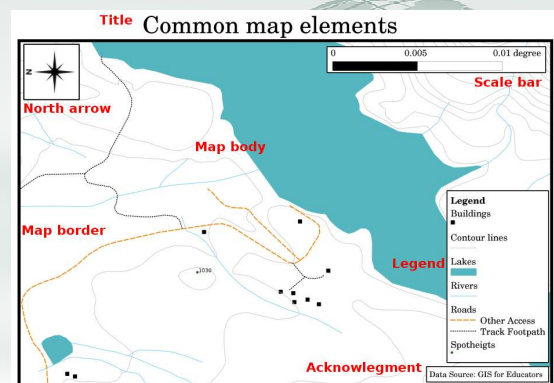 Title Common map elements
0 0.005 0.01 degree
Scale bar
N
North arrow
Map body
Map border
1030
Legend
Legend
Buildings
Contour lines
Lakes
Rivers
Roads
Other Access
Track Footpath
Spotheigts
Acknowlegment
Data Source: GIS for Educators